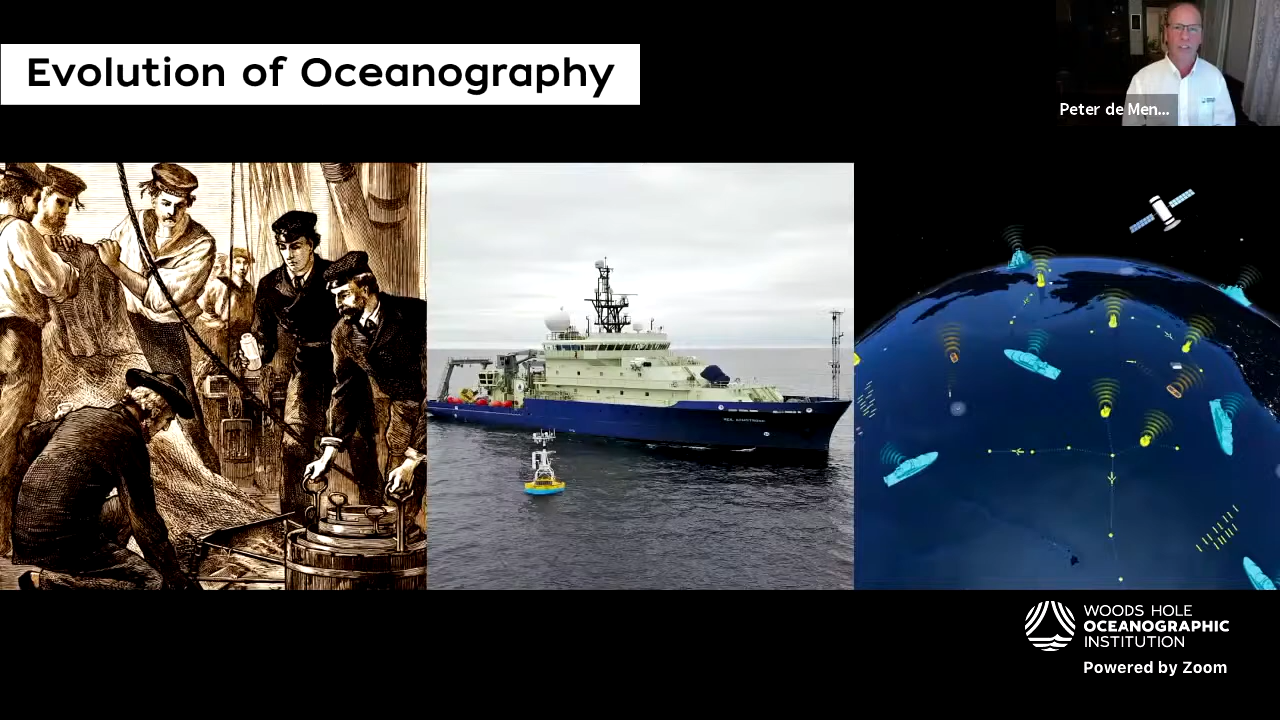 Evolution of Oceanography
Peter de Men...
WOODS HOLE
OCEANOGRAPHIC
INSTITUTION
Powered by Zoom